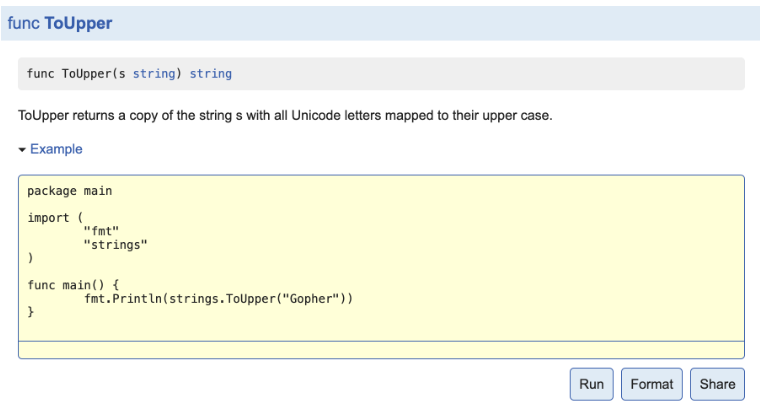 func ToUpper
func ToUpper(s string) string
ToUpper returns a copy of the string s with all Unicode letters mapped to their upper case.
Example
package main
import (
"fmt"
"strings"
)
func main() {
fmt.Println(strings.ToUpper("Gopher"))
}
Run Format Share